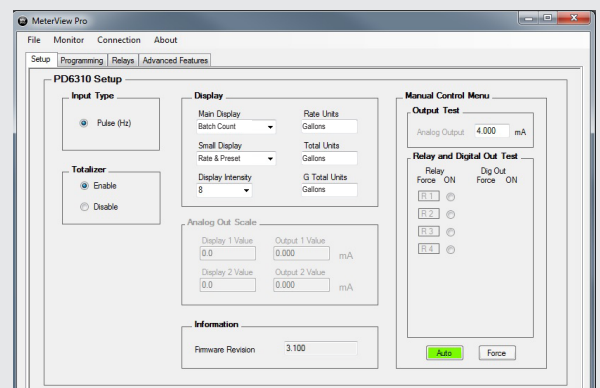 MeterView Pro
File Monitor Connection About
Setup Programming Relays Advanced Features
PD6310 Setup
Input Type
Pulse (Hz)
Totalizer
Enable
Disable
Display
Main Display Rate Units
Batch Count Gallons
Small Display Total Units
Rate & Preset Gallons
Display Intensity G Total Units
8 Gallons
Analog Out Scale
Display 1 Value Output 1 Value
0.0 0.000 mA
Display 2 Value Output 2 Value
0.0 0.000 mA
Information
Firmware Revision 3.100
Manual Control Menu
Output Test
Analog Output 4.000 mA
Relay and Digital Out Test
Relay Dig Out
Force ON Force ON
R 1
R 2
R 3
R 4
Auto Force